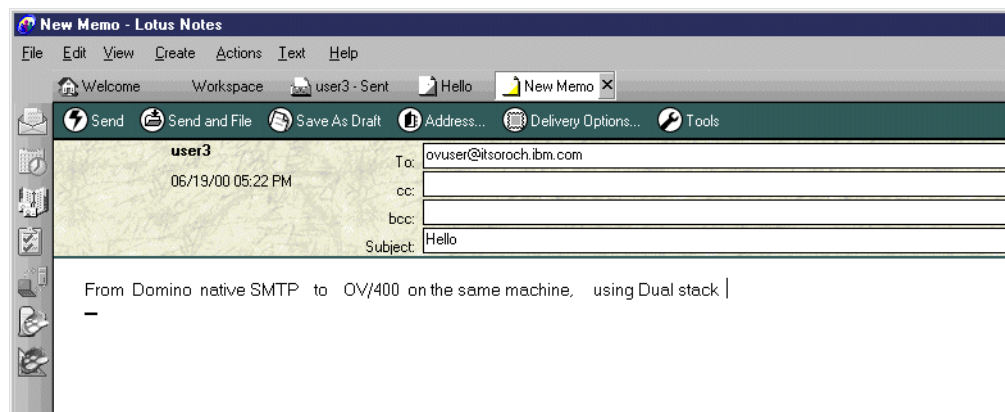 New Memo - Lotus Notes
File Edit View Create Actions Text Help
Welcome Workspace user3 - Sent Hello New Memo
Send Send and File Save As Draft Address... Delivery Options... Tools
user3 To: ovuser@itsoroch.ibm.com
06/19/00 05:22 PM cc:
bcc:
Subject: Hello
From Domino native SMTP to OV/400 on the same machine, using Dual stack